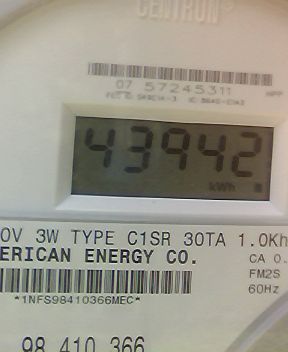 CENTRON®
07 57245311
43942
kWh
0V 3W TYPE C1SR 30TA 1.0Kh
ERICAN ENERGY CO.
CA 0.
FM2S
*1NFS98410366MEC*
60Hz
98 410 366